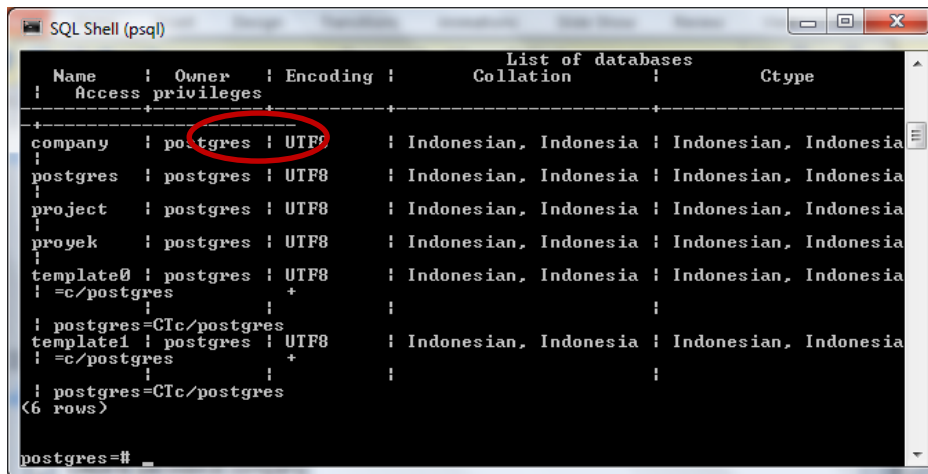 SQL Shell (psql)
List of databases
Name | Owner | Encoding | Collation | Ctype
| Access privileges
-----------+----------+----------+-----------------------+----------------------
-+-----------------------
company | postgres | UTF8 | Indonesian, Indonesia | Indonesian, Indonesia
|
postgres | postgres | UTF8 | Indonesian, Indonesia | Indonesian, Indonesia
|
project | postgres | UTF8 | Indonesian, Indonesia | Indonesian, Indonesia
|
proyek | postgres | UTF8 | Indonesian, Indonesia | Indonesian, Indonesia
|
template0 | postgres | UTF8 | Indonesian, Indonesia | Indonesian, Indonesia
| =c/postgres +
| | | |
| postgres=CTc/postgres
template1 | postgres | UTF8 | Indonesian, Indonesia | Indonesian, Indonesia
| =c/postgres +
| | | |
| postgres=CTc/postgres
(6 rows)
postgres=# _